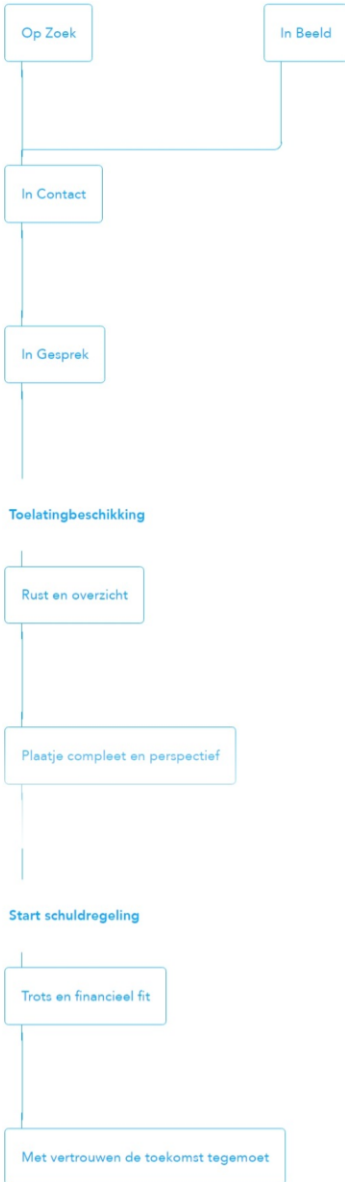 Op Zoek
In Beeld
In Contact
In Gesprek
Toelatingbeschikking
Rust en overzicht
Plaatje compleet en perspectief
Start schuldregeling
Trots en financieel fit
Met vertrouwen de toekomst tegemoet